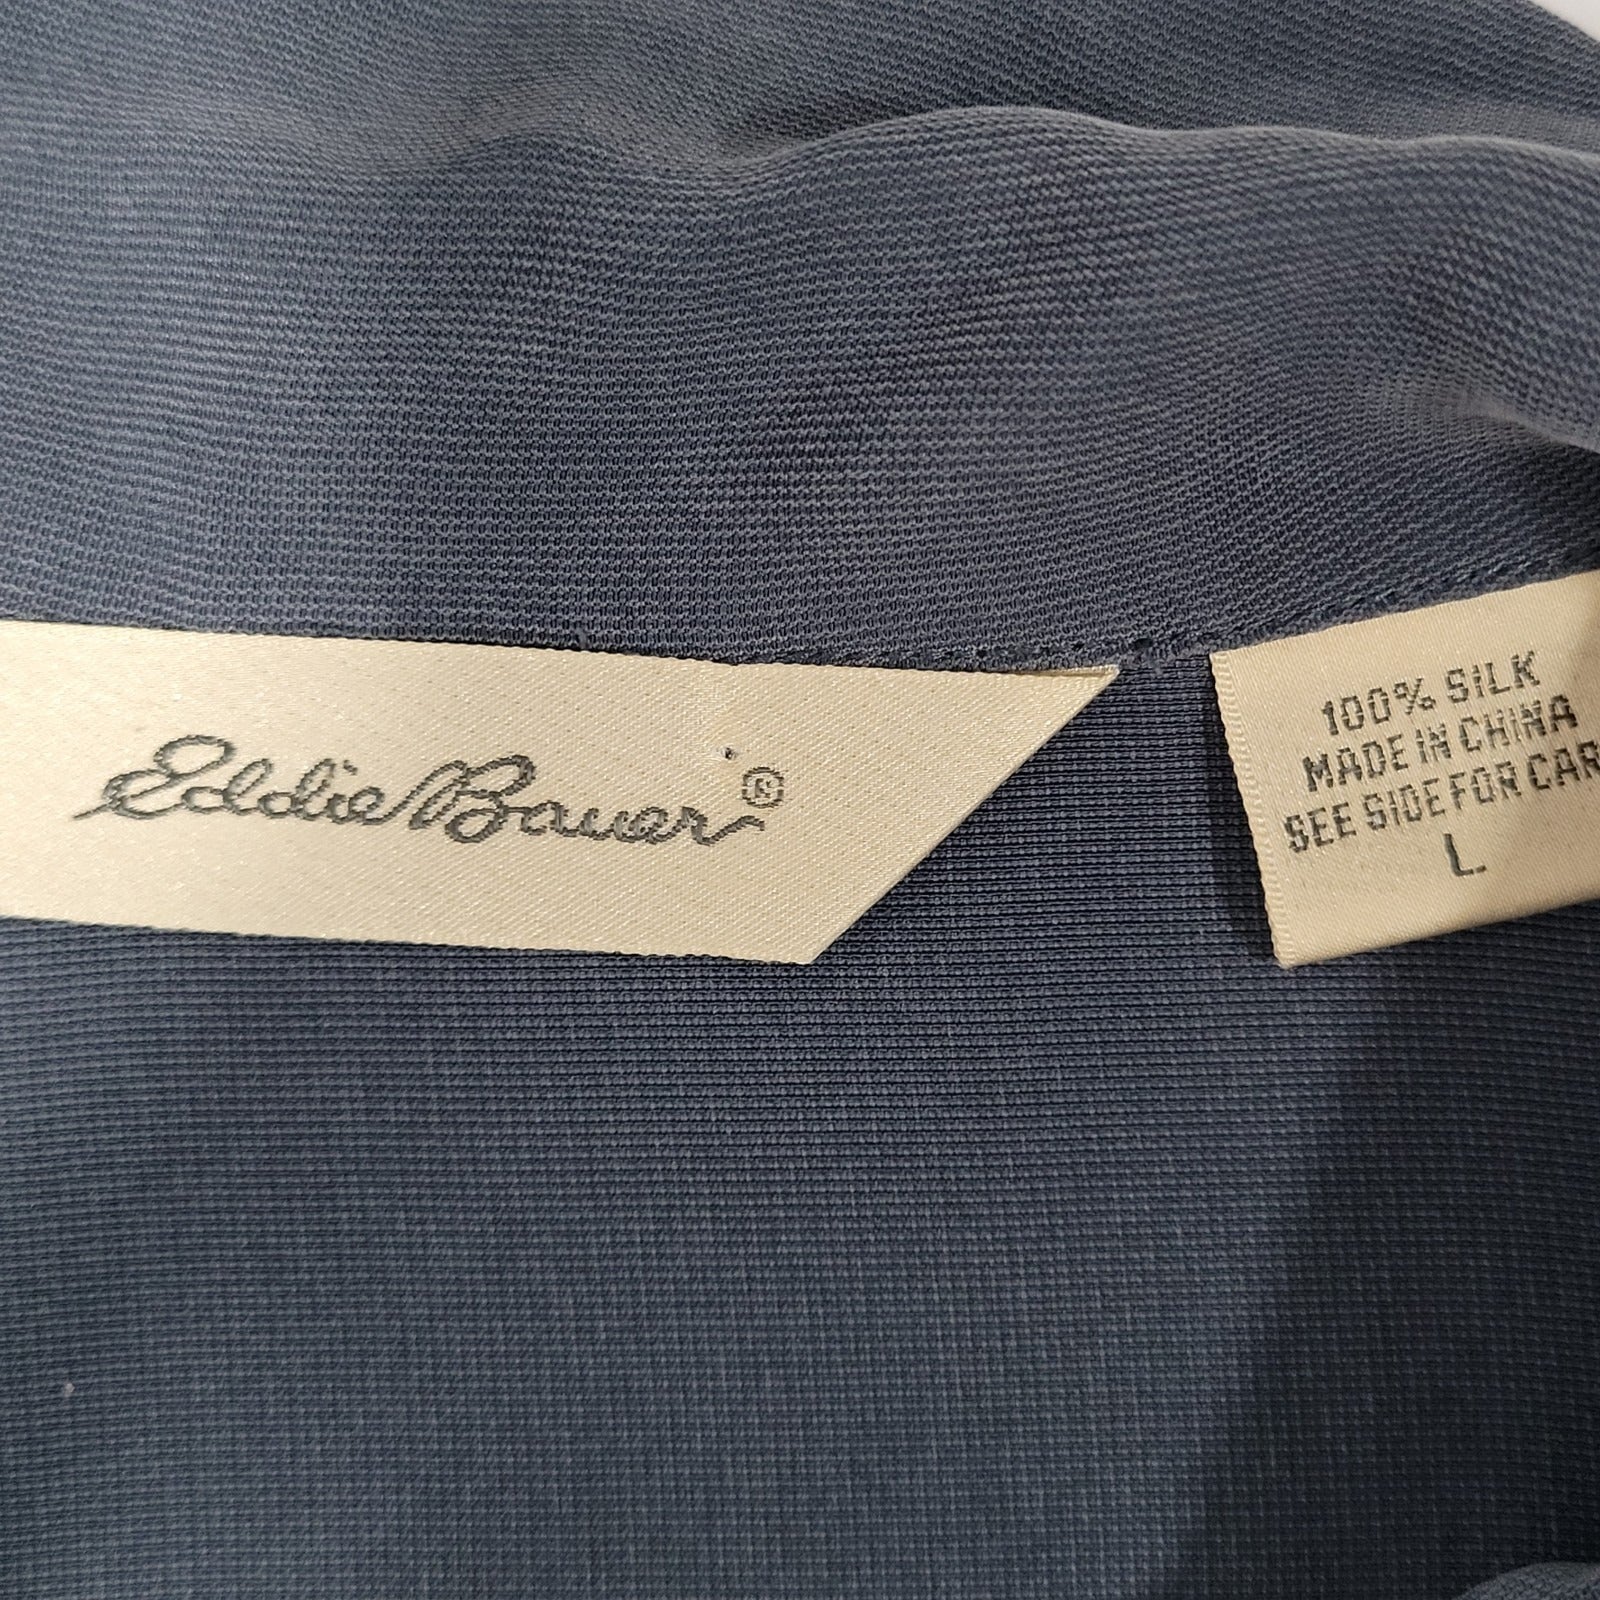 Eddie Bauer ®
100% SILK
MADE IN CHINA
SEE SIDE FOR CAR
L